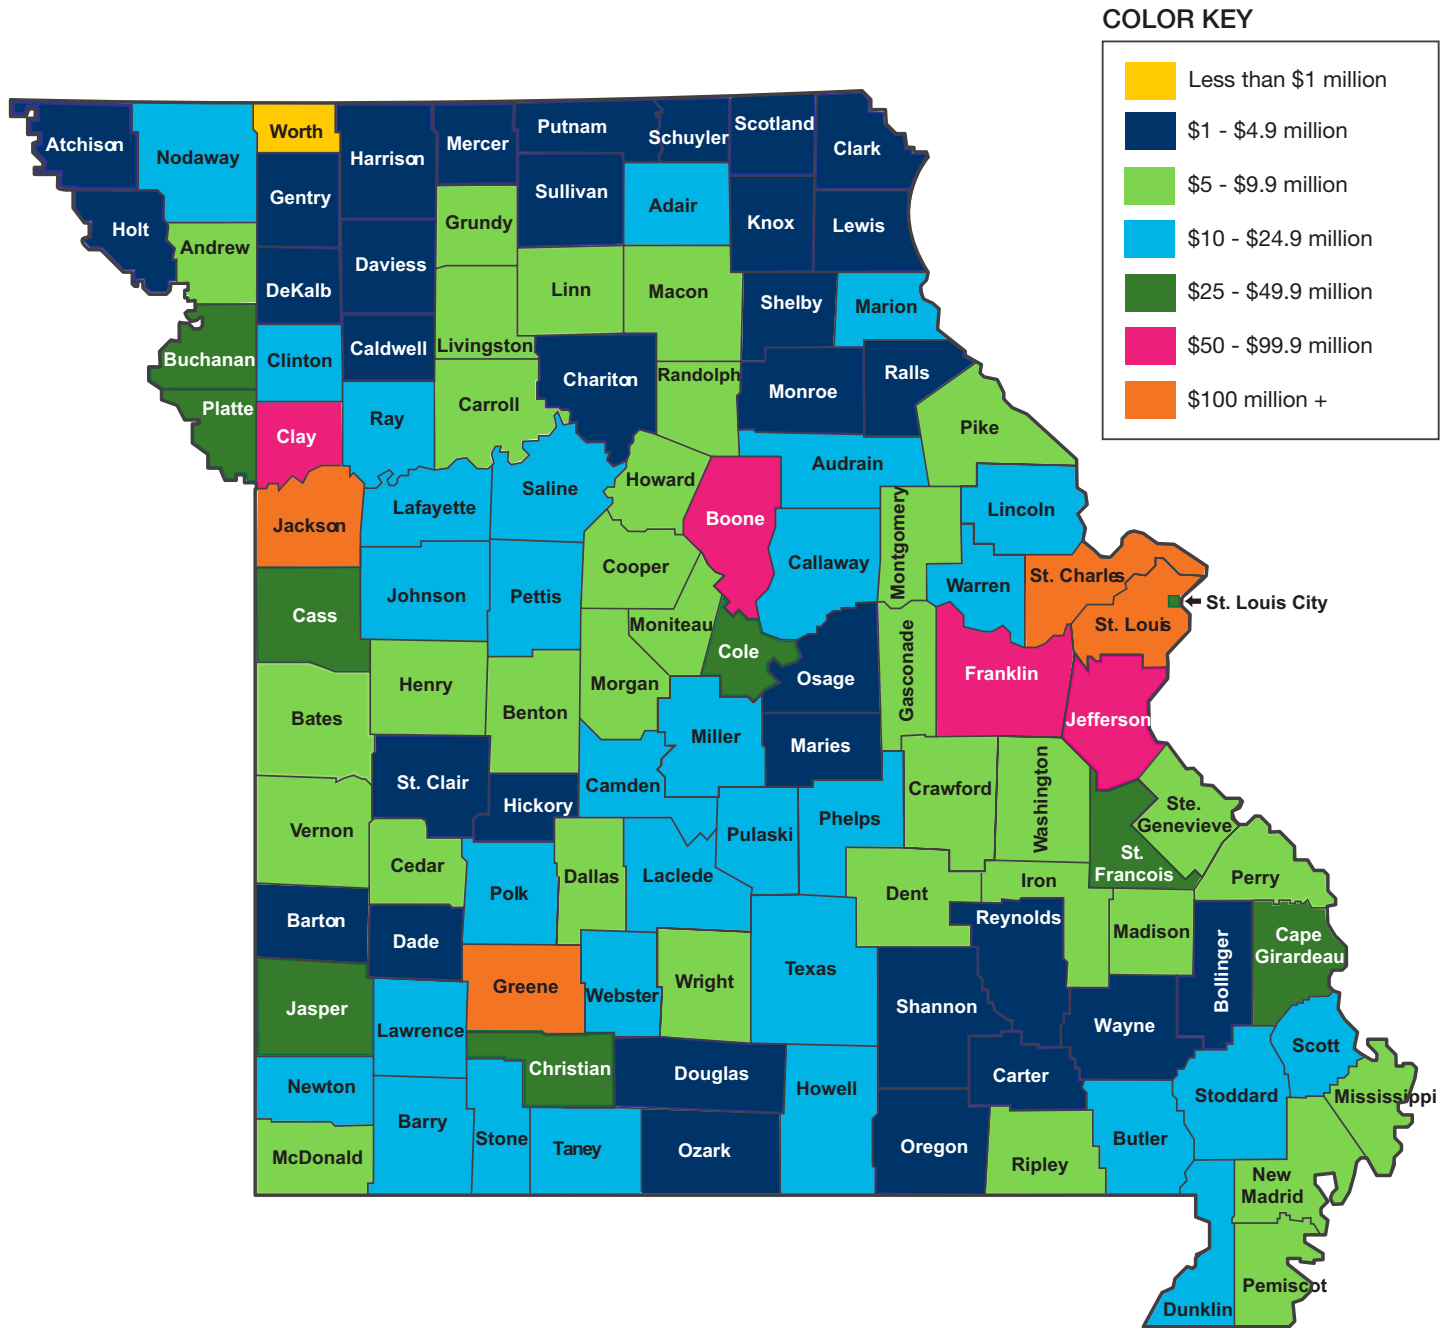 COLOR KEY
Less than $1 million
$1 - $4.9 million
$5 - $9.9 million
$10 - $24.9 million
$25 - $49.9 million
$50 - $99.9 million
$100 million +
Atchison
Nodaway
Worth
Harrison
Mercer
Putnam
Schuyler
Scotland
Clark
Gentry
Sullivan
Adair
Knox
Lewis
Holt
Andrew
Grundy
DeKalb
Daviess
Linn
Macon
Shelby
Marion
Buchanan
Clinton
Caldwell
Livingston
Chariton
Randolph
Monroe
Ralls
Platte
Clay
Ray
Carroll
Pike
Audrain
Howard
Saline
Lafayette
Jackson
Boone
Lincoln
Montgomery
Callaway
Cooper
Warren
St. Charles
St. Louis City
St. Louis
Johnson
Pettis
Cass
Moniteau
Cole
Osage
Gasconade
Franklin
Jefferson
Henry
Morgan
Benton
Bates
Miller
Maries
St. Clair
Hickory
Camden
Crawford
Washington
Ste.
Genevieve
Vernon
Cedar
Pulaski
Phelps
St.
Francois
Perry
Polk
Dallas
Laclede
Dent
Iron
Reynolds
Madison
Barton
Dade
Bollinger
Cape
Girardeau
Greene
Webster
Wright
Texas
Shannon
Wayne
Jasper
Lawrence
Christian
Douglas
Carter
Scott
Newton
Howell
Stoddard
Mississippi
Barry
Stone
Taney
Ozark
Oregon
Ripley
Butler
McDonald
New
Madrid
Pemiscot
Dunklin